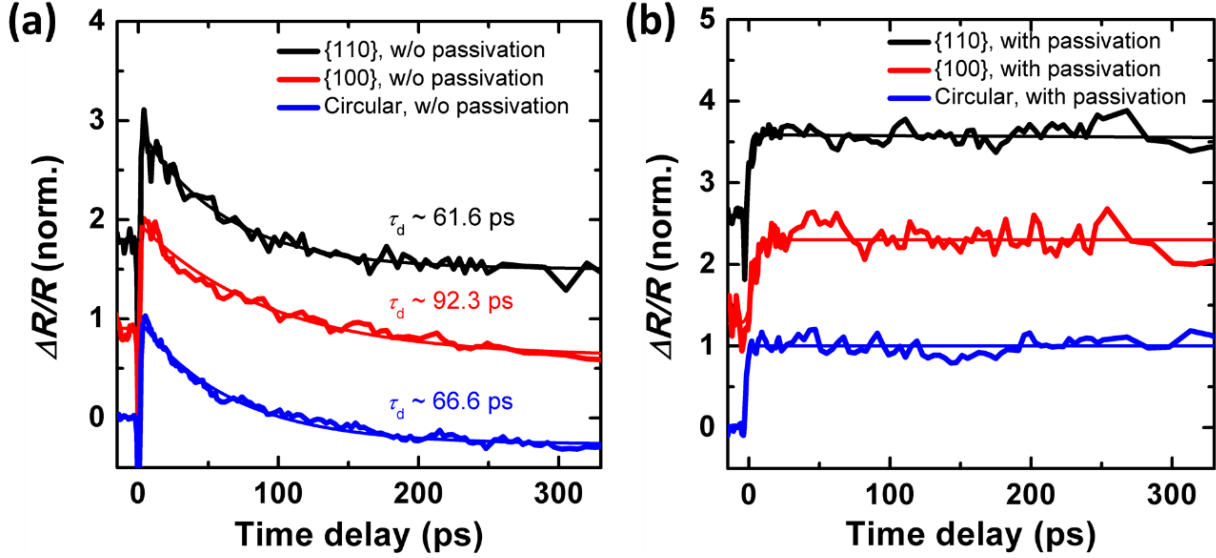 (a)
4
3
2
1
0
ΔR/R (norm.)
{110}, w/o passivation
{100}, w/o passivation
Circular, w/o passivation
τd ~ 61.6 ps
τd ~ 92.3 ps
τd ~ 66.6 ps
0 100 200 300
Time delay (ps)
(b)
5
4
3
2
1
0
ΔR/R (norm.)
{110}, with passivation
{100}, with passivation
Circular, with passivation
0 100 200 300
Time delay (ps)